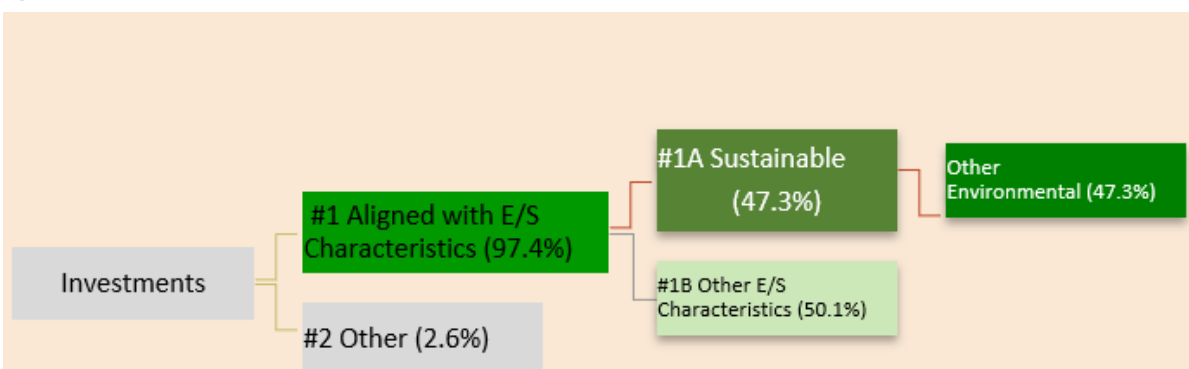 Investments
#1 Aligned with E/S
Characteristics (97.4%)
#2 Other (2.6%)
#1A Sustainable
(47.3%)
#1B Other E/S
Characteristics (50.1%)
Other
Environmental (47.3%)